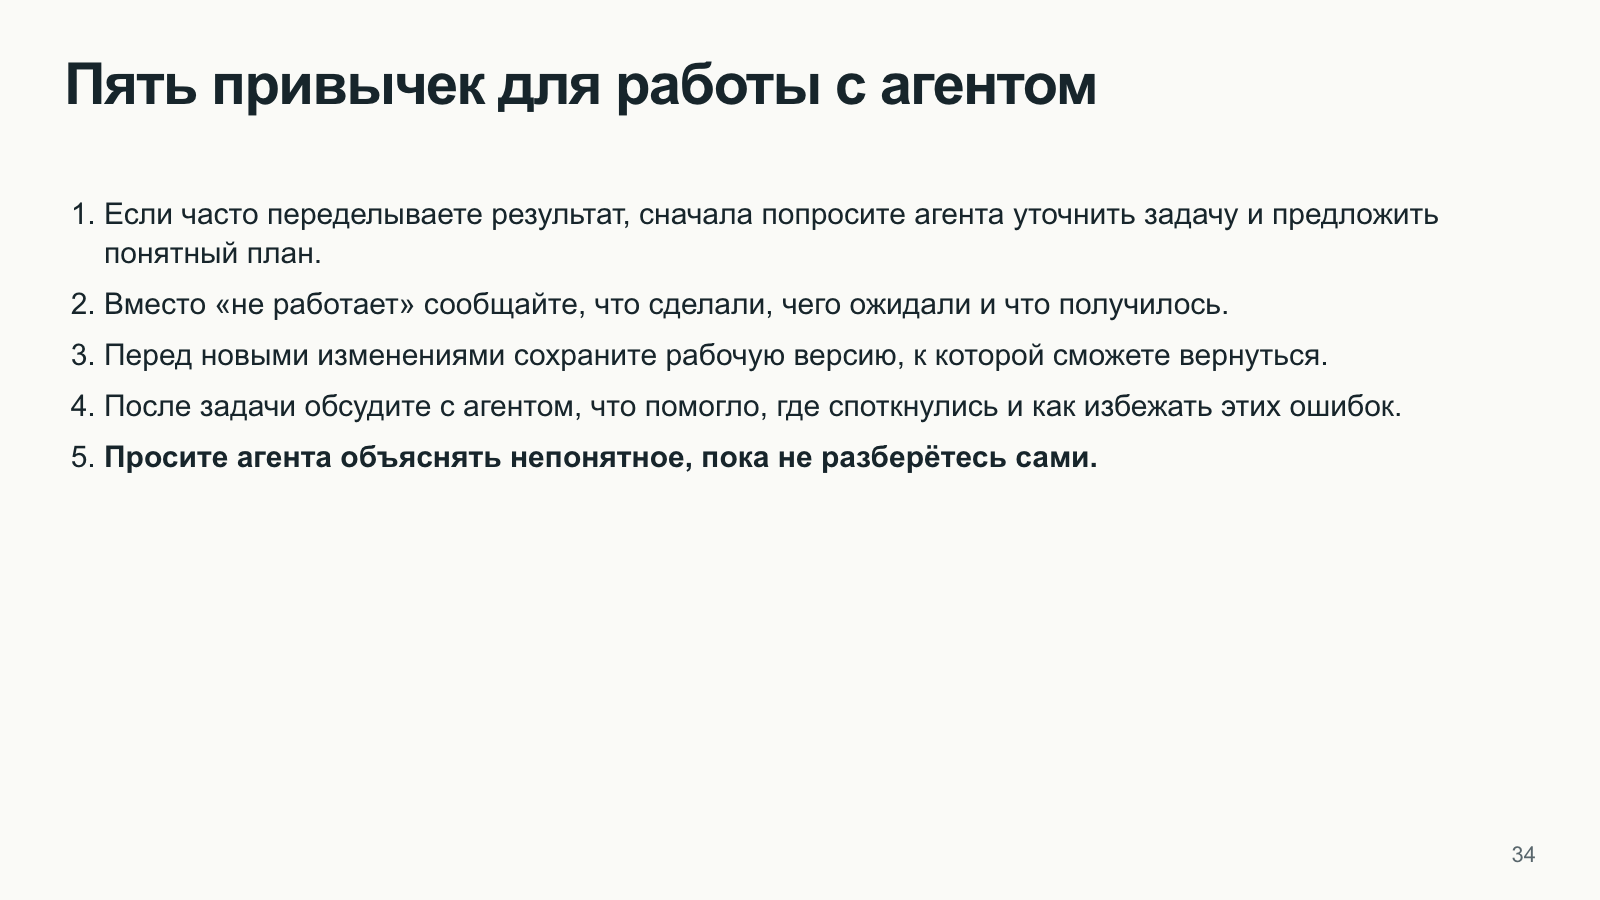 Пять привычек для работы с агентом
1. Если часто переделываете результат, сначала попросите агента уточнить задачу и предложить
понятный план.
2. Вместо «не работает» сообщайте, что сделали, чего ожидали и что получилось.
3. Перед новыми изменениями сохраните рабочую версию, к которой сможете вернуться.
4. После задачи обсудите с агентом, что помогло, где споткнулись и как избежать этих ошибок.
5. Просите агента объяснять непонятное, пока не разберётесь сами.
34